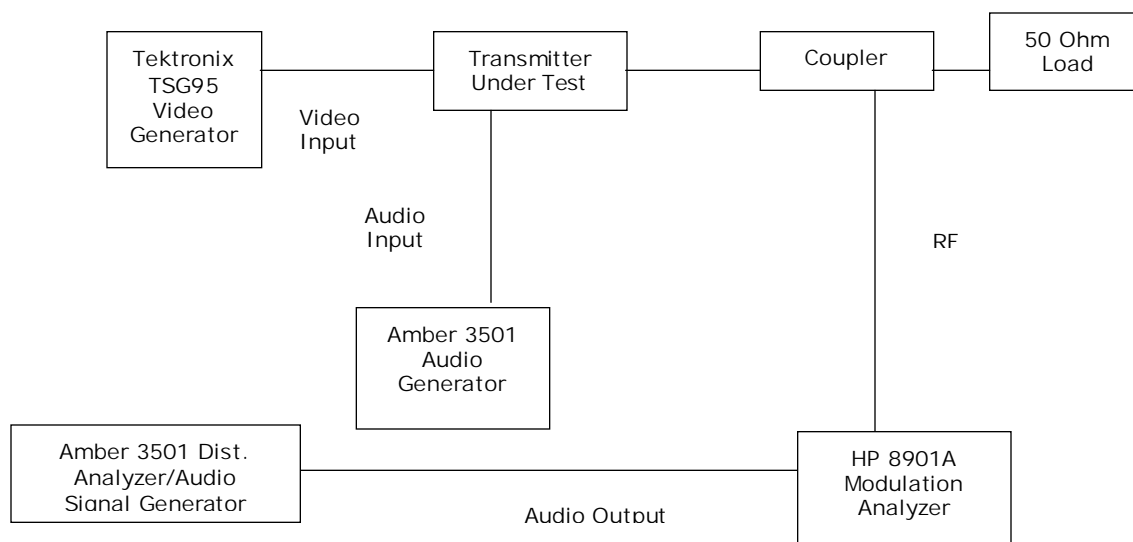 Tektronix
TSG95
Video
Generator
Video
Input
Transmitter
Under Test
Coupler
50 Ohm
Load
Audio
Input
RF
Amber 3501
Audio
Generator
Amber 3501 Dist.
Analyzer/Audio
Signal Generator
Audio Output
HP 8901A
Modulation
Analyzer